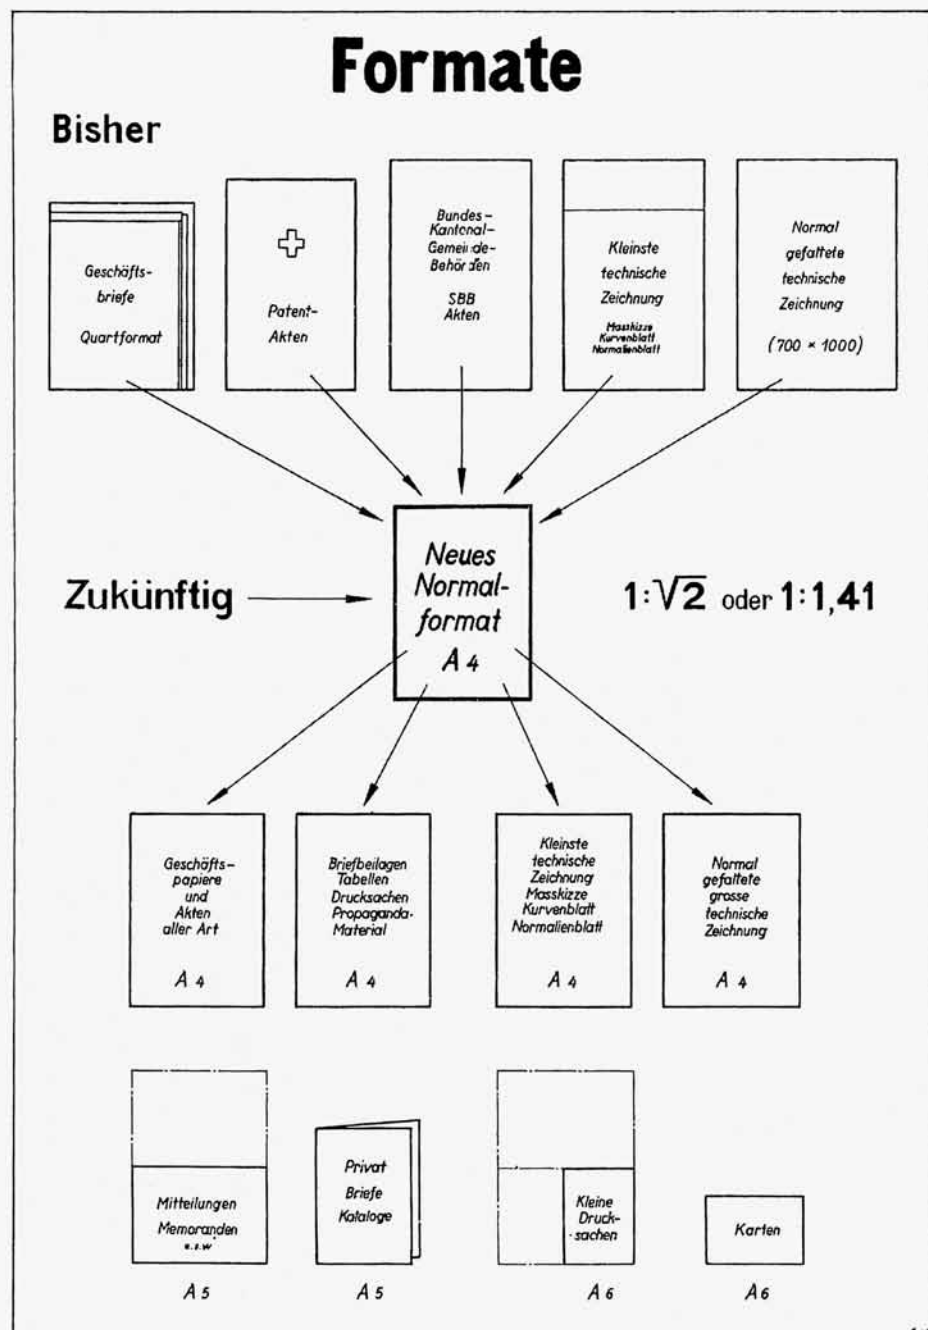 Formate
Bisher
Geschäfts-
briefe
Quartformat
Patent-
Akten
Bundes-
Kantonal-
Gemeinde-
Behörden
SBB
Akten
Kleinste
technische
Zeichnung
Masskizze
Kurvenblatt
Normalienblatt
Normal
gefaltete
technische
Zeichnung
(700 × 1000)
Zukünftig
Neues
Normal-
format
A 4
1:√2 oder 1:1,41
Geschäfts-
papiere
und
Akten
aller Art
A 4
Briefbeilagen
Tabellen
Drucksachen
Propaganda-
Material
A 4
Kleinste
technische
Zeichnung
Masskizze
Kurvenblatt
Normalienblatt
A 4
Normal
gefaltete
grosse
technische
Zeichnung
A 4
Mitteilungen
Memoranden
u.s.w
A 5
Privat
Briefe
Kataloge
A 5
Kleine
Druck-
sachen
A 6
Karten
A 6